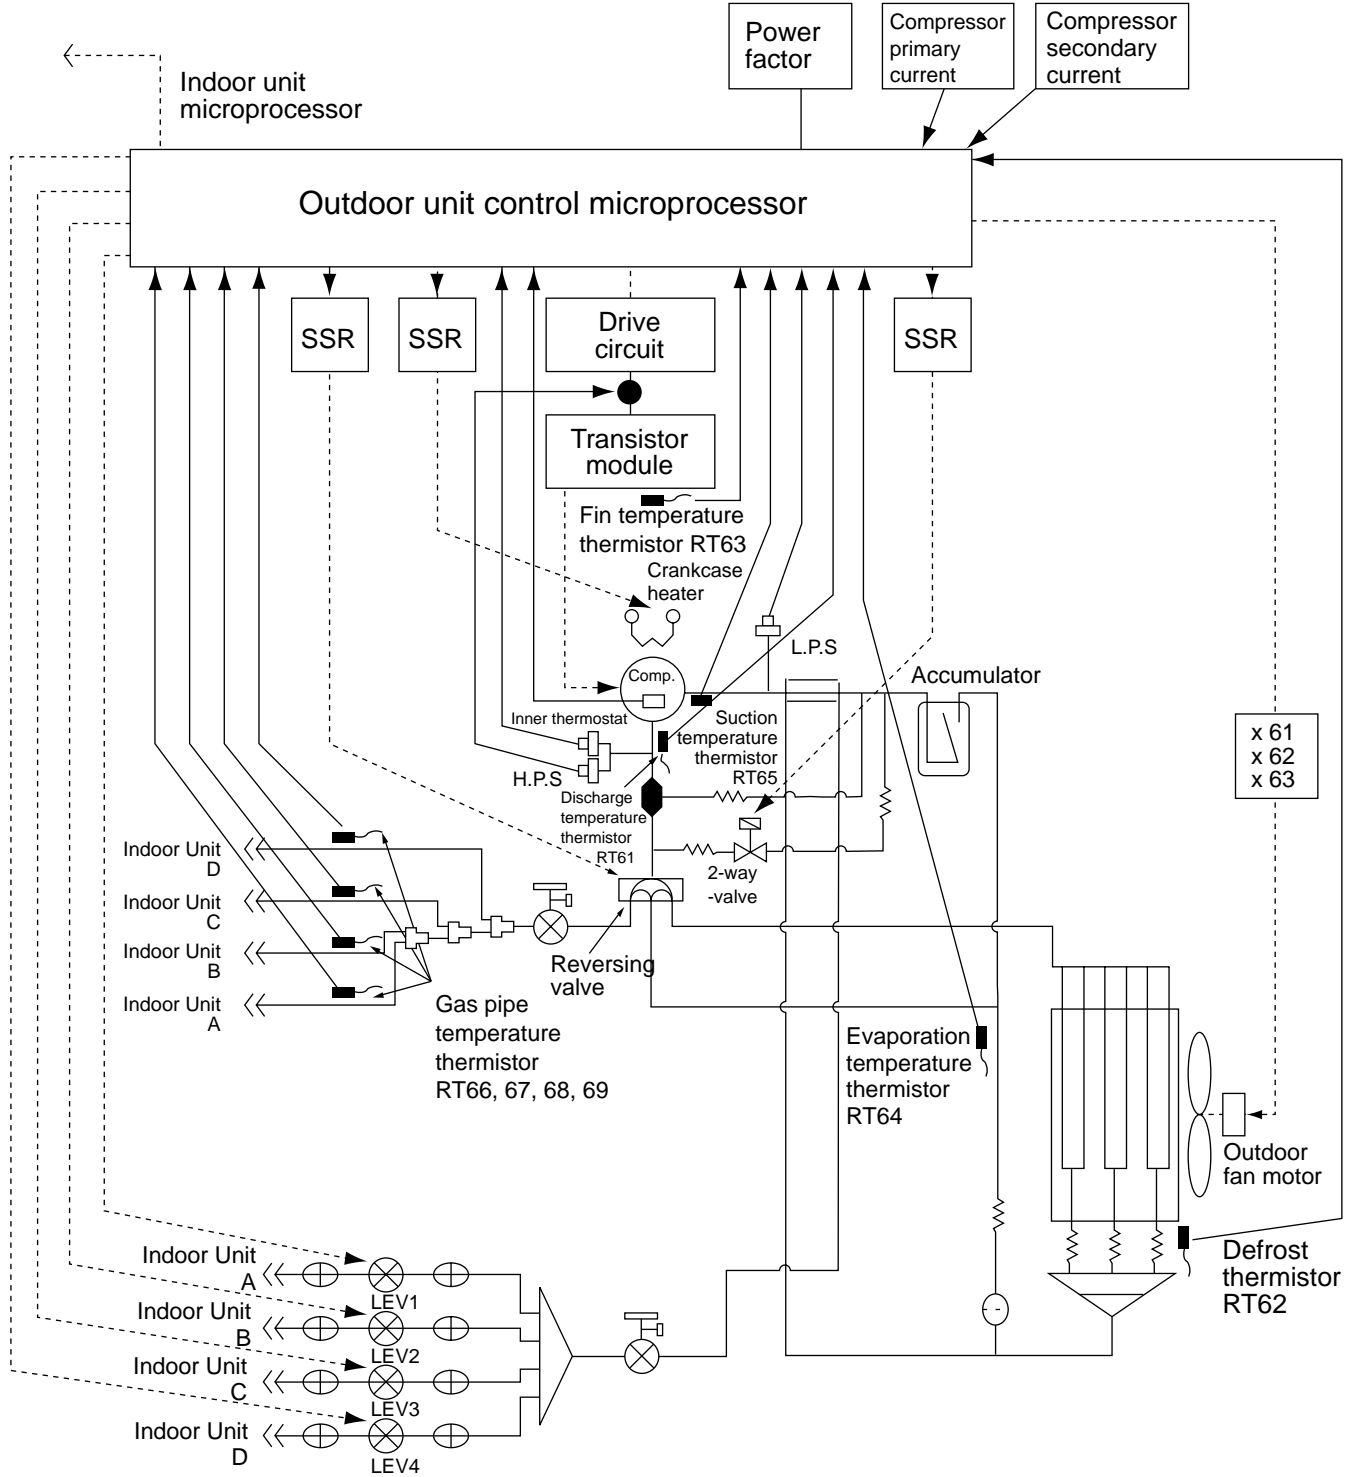 Power
factor
Compressor
primary
current
Compressor
secondary
current
Indoor unit
microprocessor
Outdoor unit control microprocessor
SSR
SSR
Drive
circuit
SSR
Transistor
module
Fin temperature
thermistor RT63
Crankcase
heater
L.P.S
Comp.
Accumulator
Inner thermostat
Suction
temperature
thermistor
RT65
H.P.S
Discharge
temperature
thermistor
RT61
x 61
x 62
x 63
2-way
-valve
Indoor Unit
D
Indoor Unit
C
Indoor Unit
B
Indoor Unit
A
Reversing
valve
Gas pipe
temperature
thermistor
RT66, 67, 68, 69
Evaporation
temperature
thermistor
RT64
Outdoor
fan motor
Defrost
thermistor
RT62
Indoor Unit
A
LEV1
Indoor Unit
B
LEV2
Indoor Unit
C
LEV3
Indoor Unit
D
LEV4